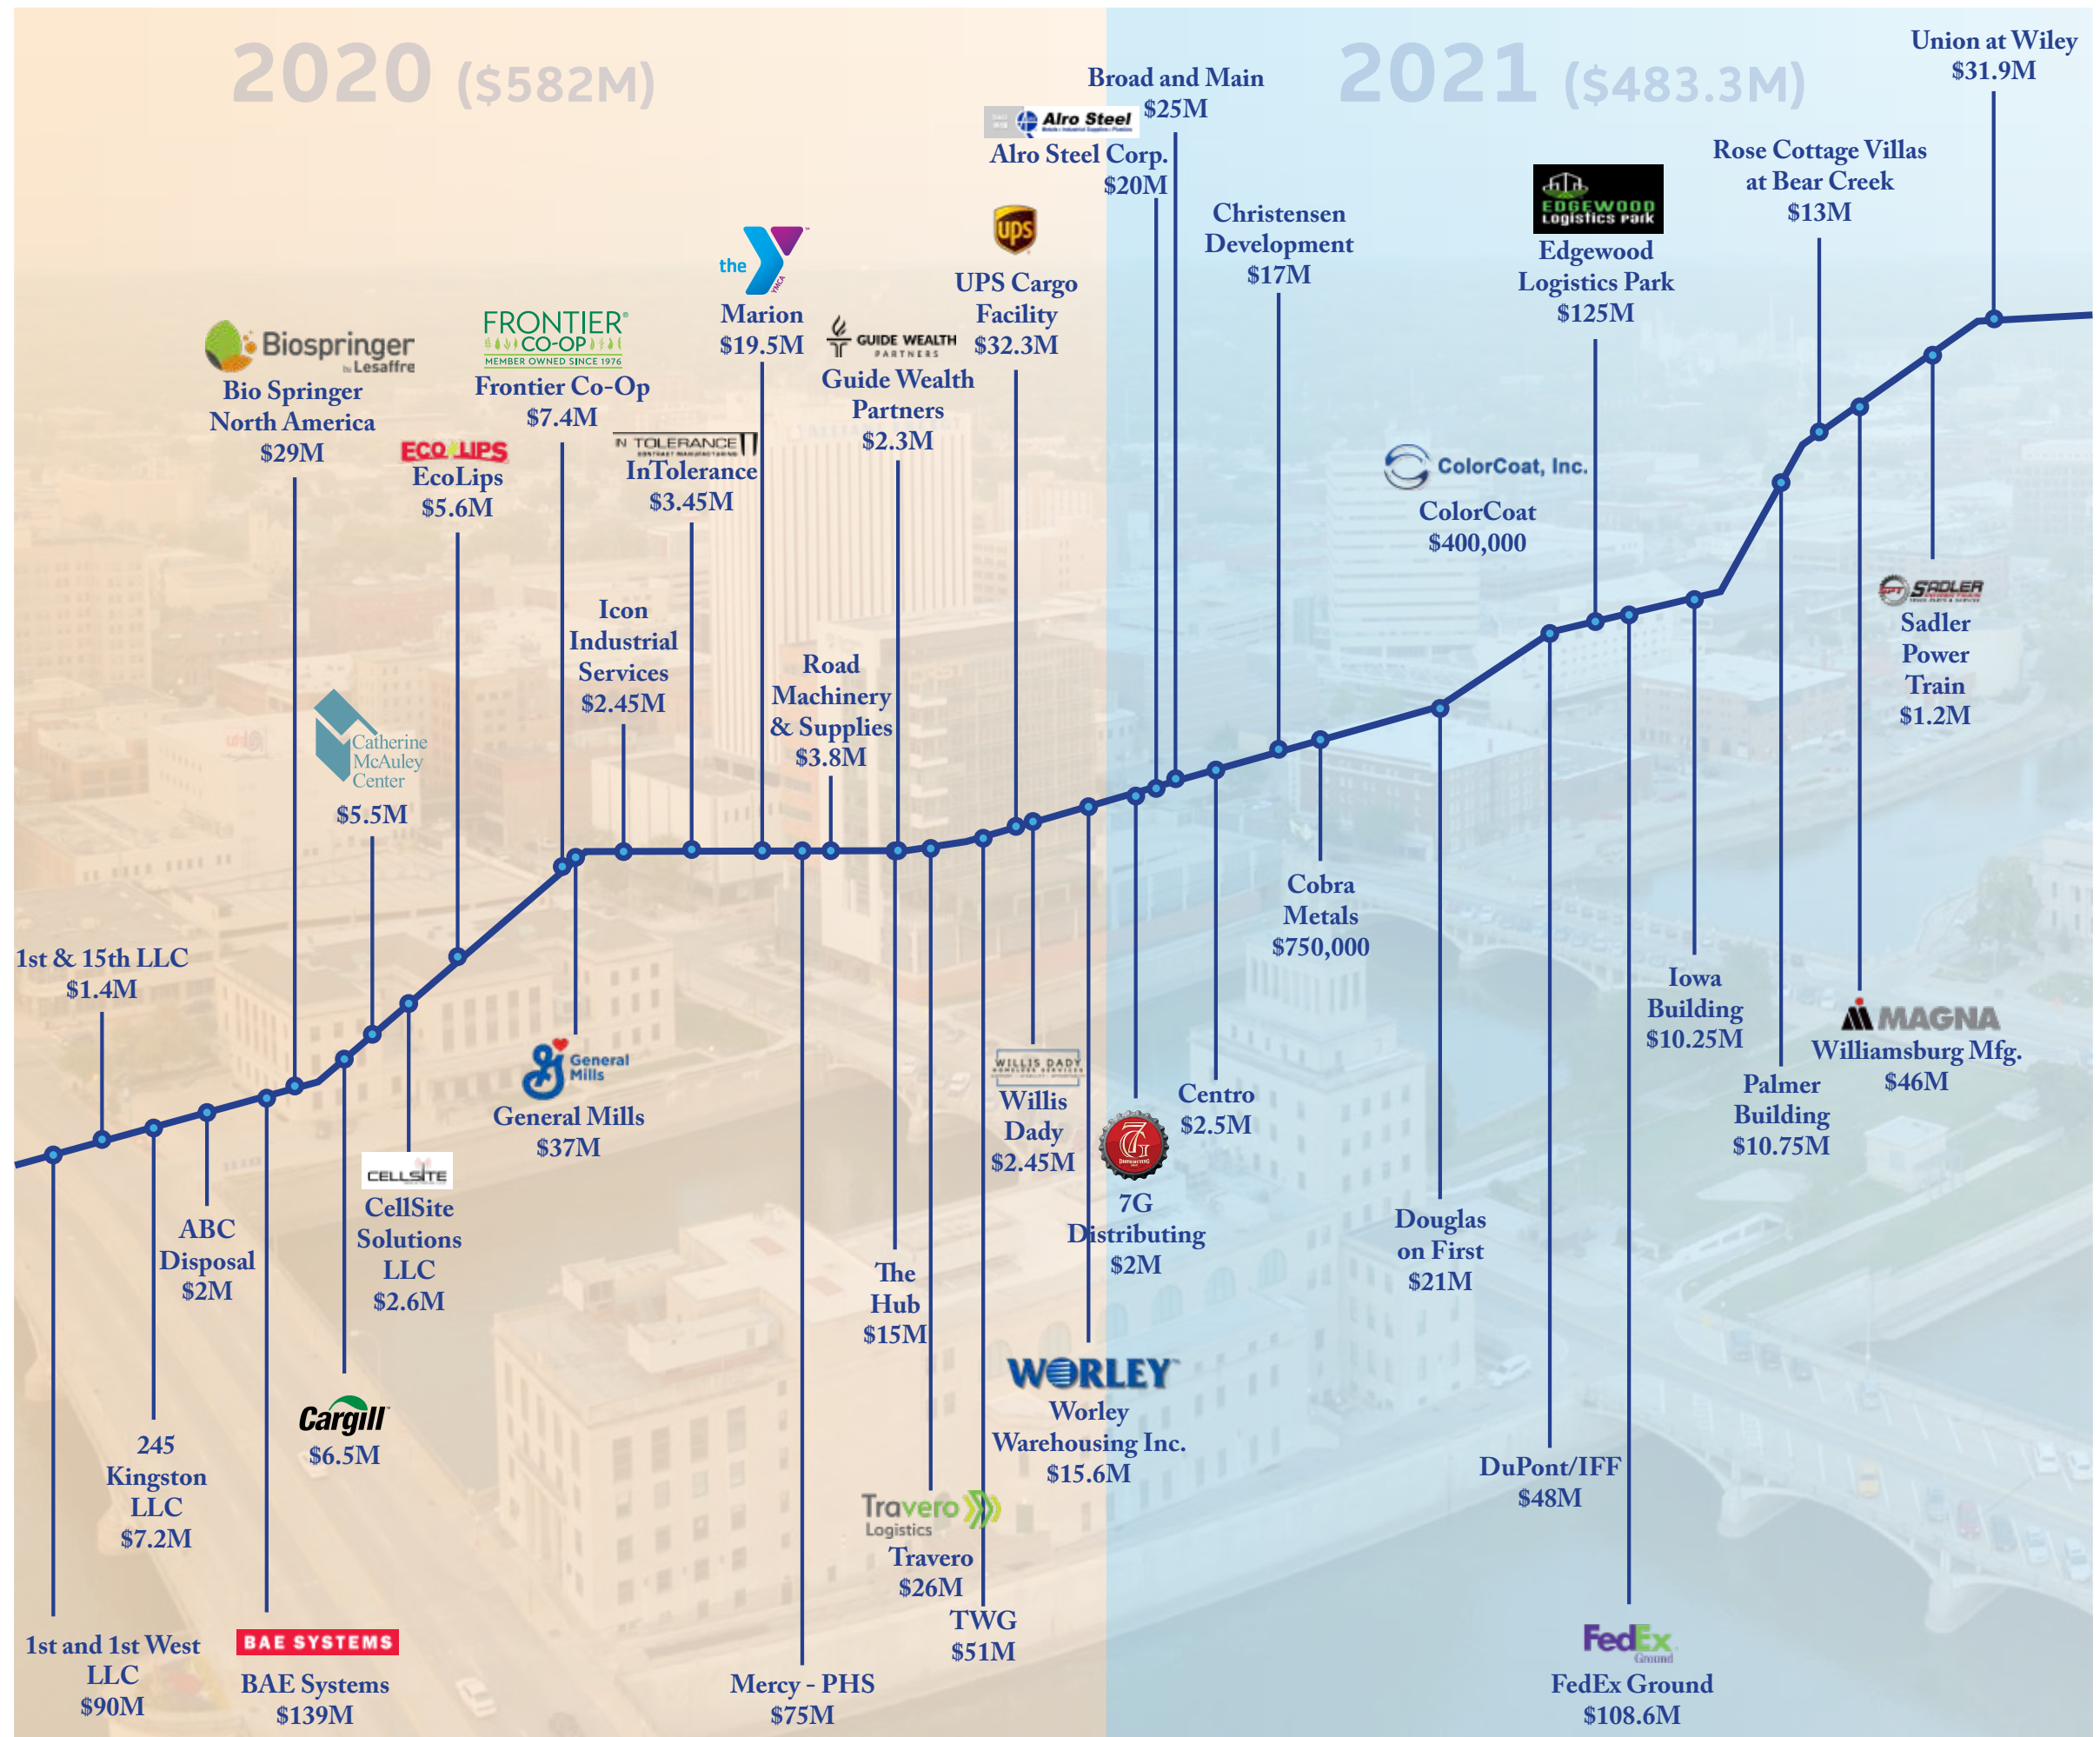 2020 ($582M)
2021 ($483.3M)
1st and 1st West
LLC
$90M
1st & 15th LLC
$1.4M
245
Kingston
LLC
$7.2M
ABC
Disposal
$2M
BAE SYSTEMS
BAE Systems
$139M
Biospringer
by Lesaffre
Bio Springer
North America
$29M
Cargill
$6.5M
Catherine
McAuley
Center
$5.5M
CELLSITE
CellSite
Solutions
LLC
$2.6M
ECO LIPS
EcoLips
$5.6M
FRONTIER®
CO-OP
MEMBER OWNED SINCE 1976
Frontier Co-Op
$7.4M
General
Mills
General Mills
$37M
Icon
Industrial
Services
$2.45M
IN TOLERANCE
CONTRACT MANUFACTURING
InTolerance
$3.45M
the
YMCA
Marion
$19.5M
Mercy - PHS
$75M
Road
Machinery
& Supplies
$3.8M
The
Hub
$15M
GUIDE WEALTH
PARTNERS
Guide Wealth
Partners
$2.3M
Travero
Logistics
Travero
$26M
TWG
$51M
ups
UPS Cargo
Facility
$32.3M
WILLIS DADY
HOMELESS SERVICES
Willis
Dady
$2.45M
WORLEY
Worley
Warehousing Inc.
$15.6M
7G
7G
Distributing
$2M
Alro Steel
Alro Steel Corp.
$20M
Broad and Main
$25M
Centro
$2.5M
Christensen
Development
$17M
Cobra
Metals
$750,000
ColorCoat, Inc.
ColorCoat
$400,000
Douglas
on First
$21M
DuPont/IFF
$48M
EDGEWOOD
Logistics Park
Edgewood
Logistics Park
$125M
FedEx
Ground
FedEx Ground
$108.6M
Iowa
Building
$10.25M
Palmer
Building
$10.75M
Rose Cottage Villas
at Bear Creek
$13M
MAGNA
Williamsburg Mfg.
$46M
SPT SADLER
Sadler
Power
Train
$1.2M
Union at Wiley
$31.9M